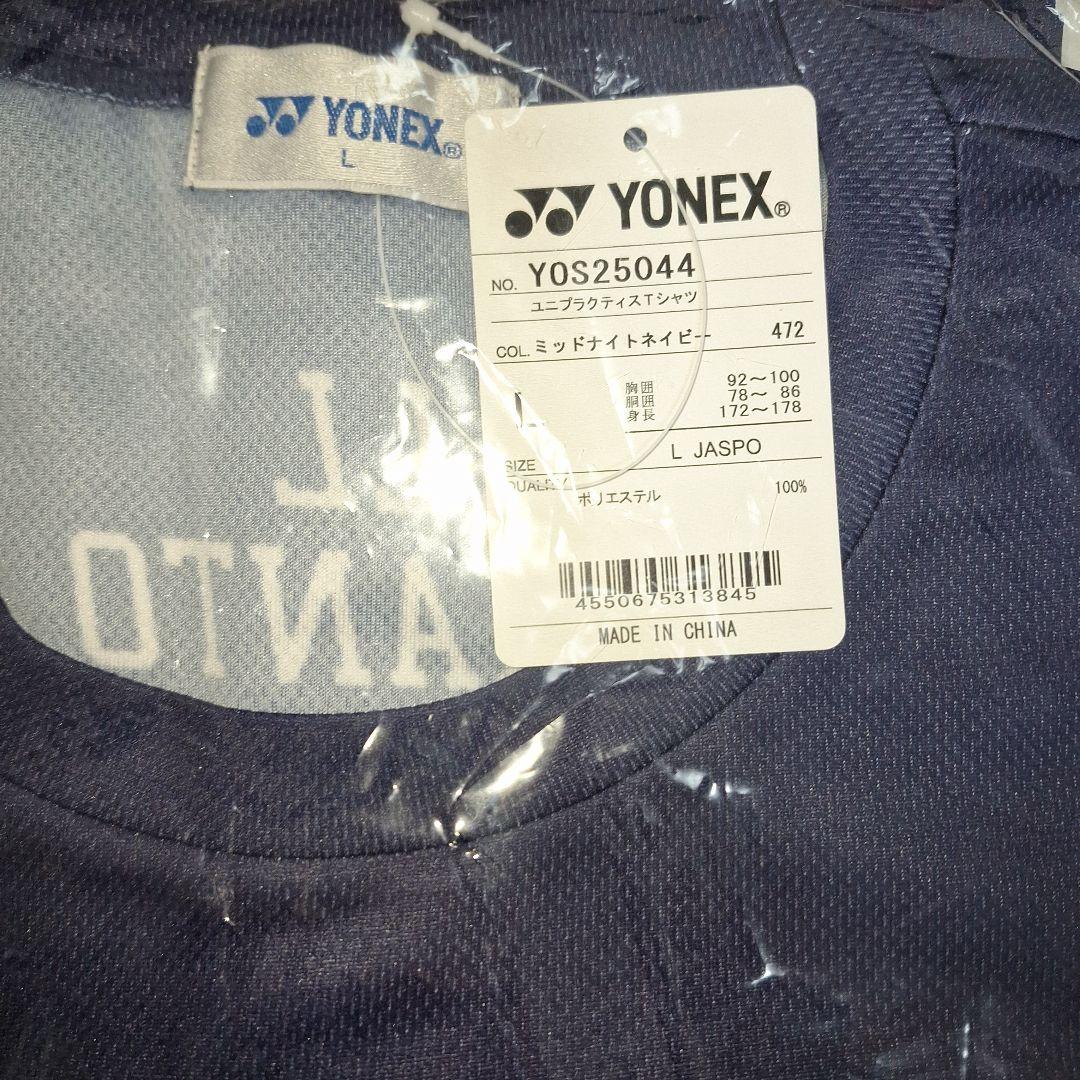 YONEX®
L
YONEX®
NO. YOS25044
ユニプラクティスTシャツ
COL. ミッドナイトネイビー 472
L 胸囲 92～100
胴囲 78～ 86
身長 172～178
SIZE L JASPO
QUALITY ポリエステル 100%
4550675313845
MADE IN CHINA
ANTO